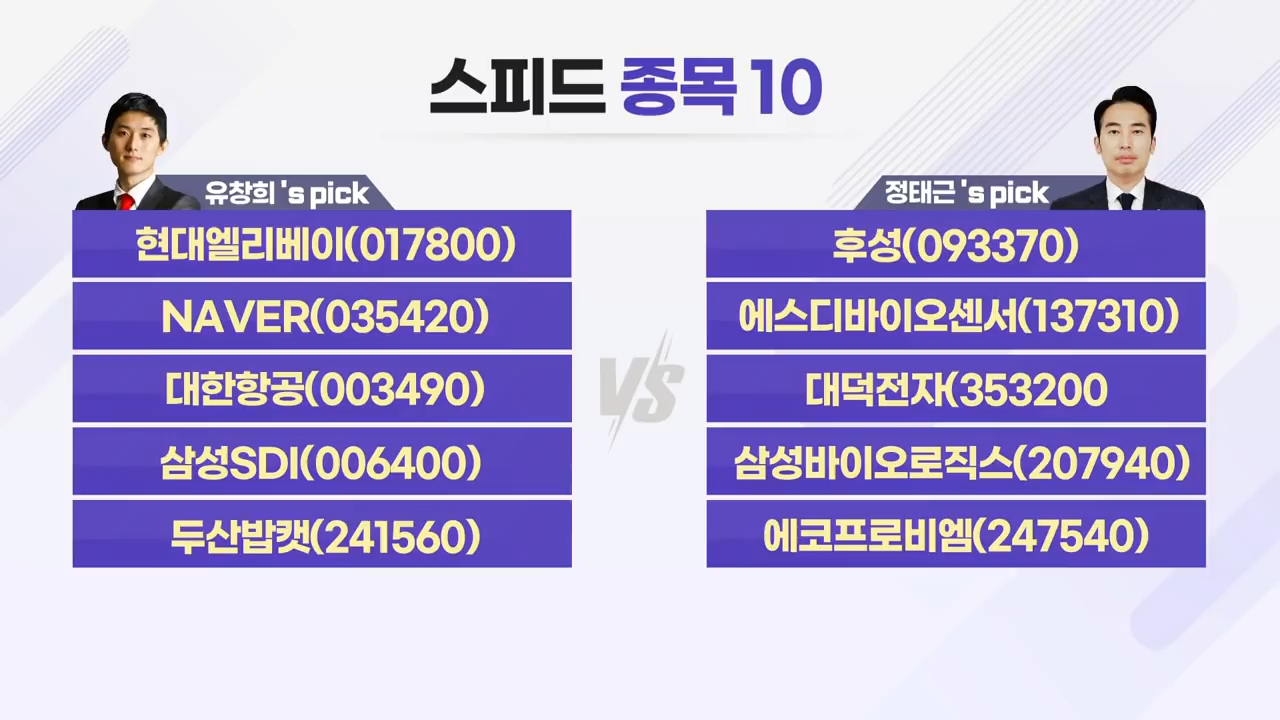 스피드 종목 10
유창희 's pick
현대엘리베이(017800)
NAVER(035420)
대한항공(003490)
삼성SDI(006400)
두산밥캣(241560)
VS
정태근 's pick
후성(093370)
에스디바이오센서(137310)
대덕전자(353200
삼성바이오로직스(207940)
에코프로비엠(247540)